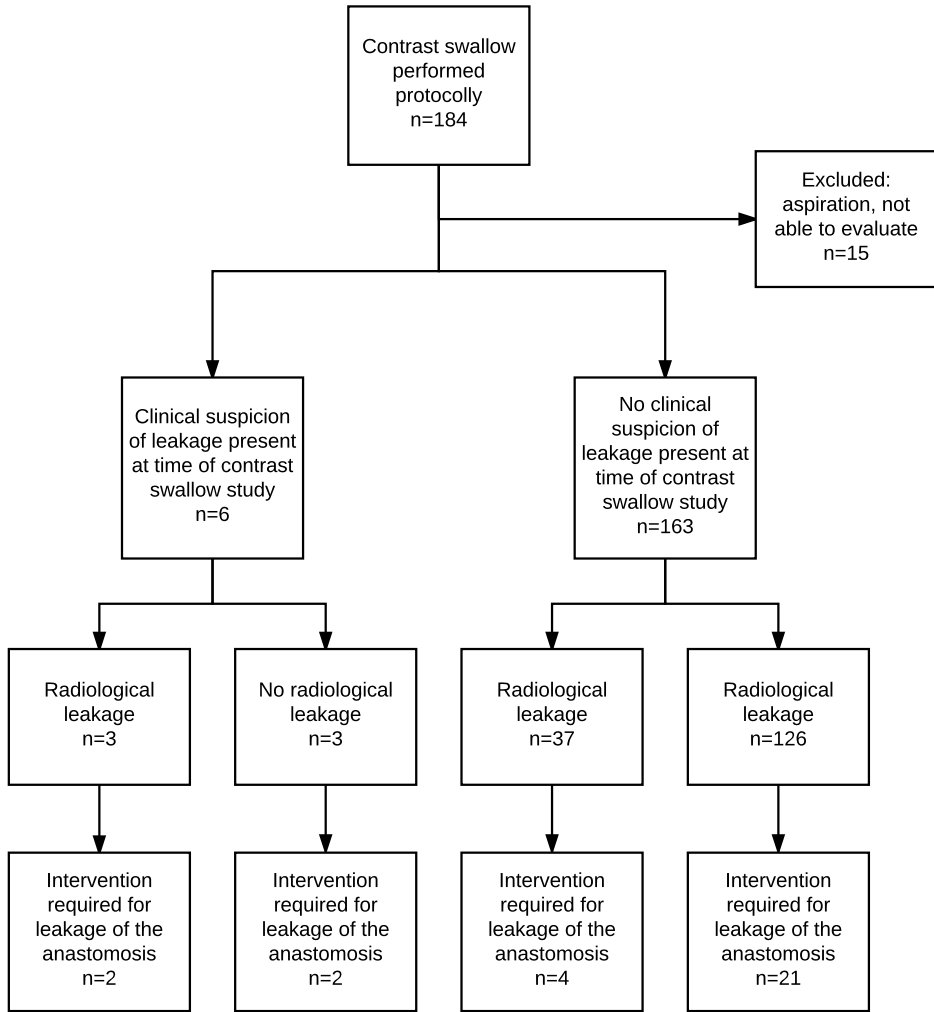 Contrast swallow
performed
protocolly
n=184
Excluded:
aspiration, not
able to evaluate
n=15
Clinical suspicion
of leakage present
at time of contrast
swallow study
n=6
No clinical
suspicion of
leakage present at
time of contrast
swallow study
n=163
Radiological
leakage
n=3
No radiological
leakage
n=3
Radiological
leakage
n=37
Radiological
leakage
n=126
Intervention
required for
leakage of the
anastomosis
n=2
Intervention
required for
leakage of the
anastomosis
n=2
Intervention
required for
leakage of the
anastomosis
n=4
Intervention
required for
leakage of the
anastomosis
n=21